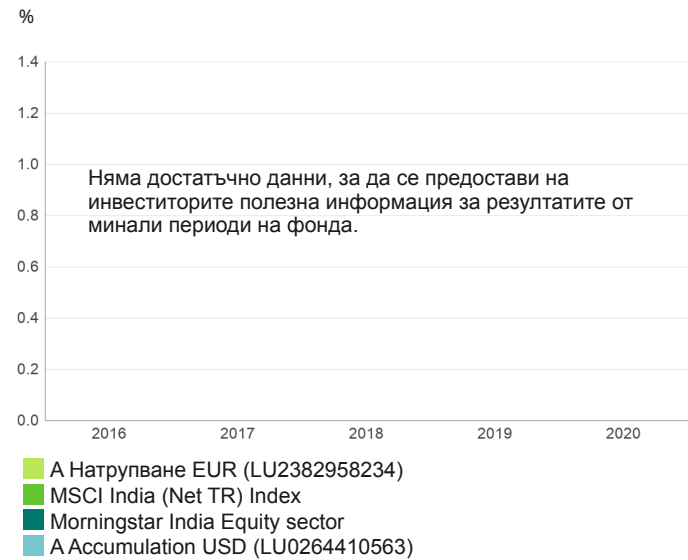 %
1.4
1.2
1.0
0.8
0.6
0.4
0.2
0.0
Няма достатъчно данни, за да се предостави на
инвеститорите полезна информация за резултатите от
минали периоди на фонда.
2016 2017 2018 2019 2020
А Натрупване EUR (LU2382958234)
MSCI India (Net TR) Index
Morningstar India Equity sector
A Accumulation USD (LU0264410563)